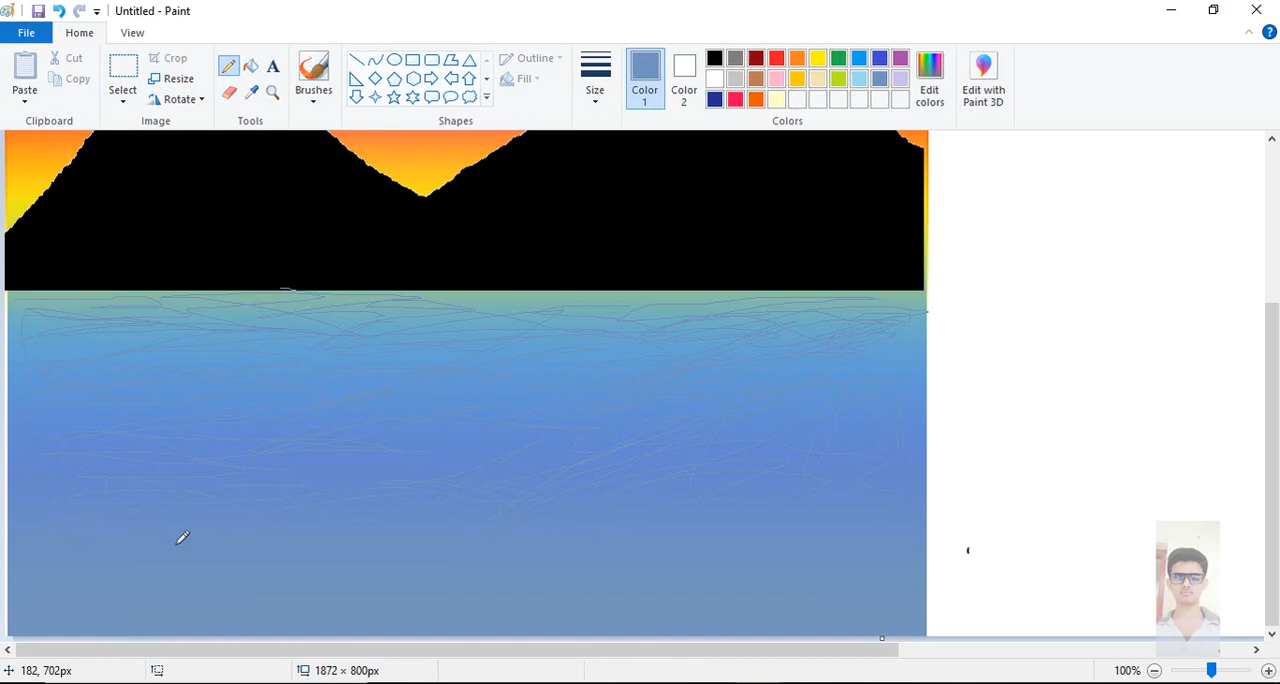 Untitled - Paint
File
Home
View
Paste
Cut
Copy
Clipboard
Select
Crop
Resize
Rotate
Image
A
Tools
Brushes
Shapes
Outline
Fill
Size
Color 1
Color 2
Edit colors
Colors
Edit with Paint 3D
182, 702px
1872 × 800px
100%